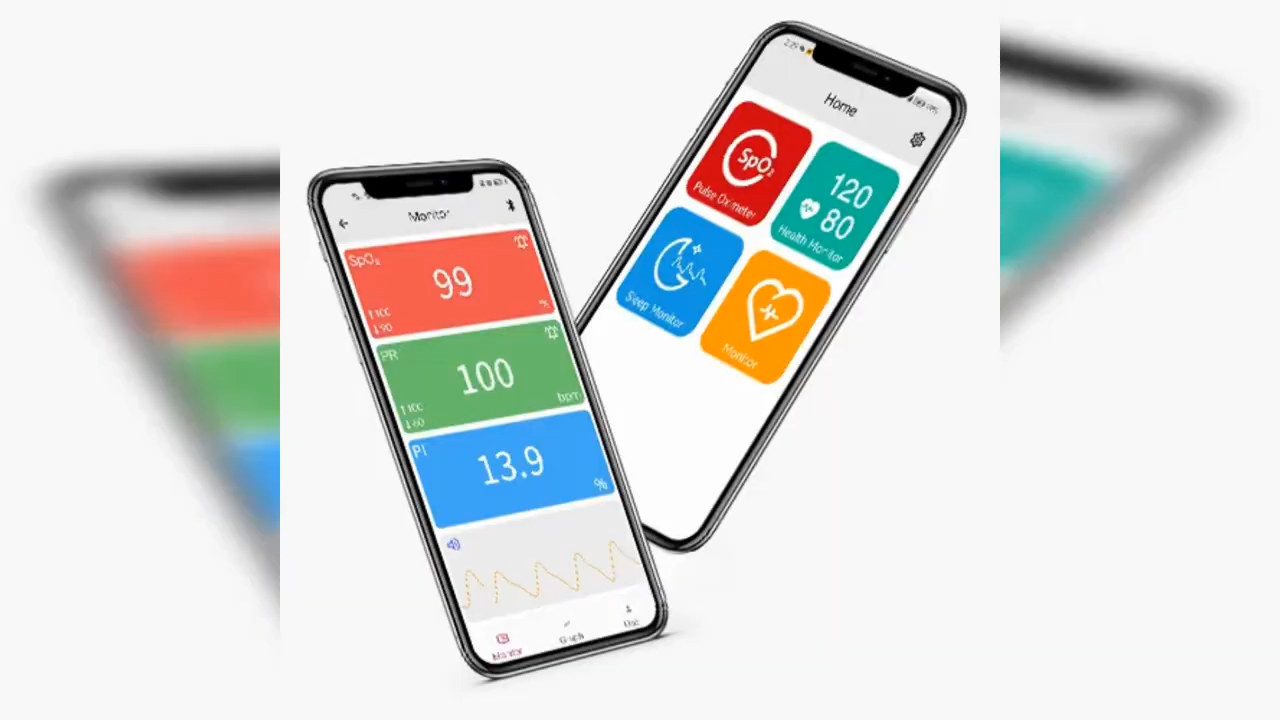 Monitor
SpO₂
99
↑100
↓90
%
PR
100
↑100
↓60
bpm
PI
13.9
%
Monitor
Graph
Home
SpO₂
Pulse Oximeter
120
80
Health Monitor
Sleep Monitor
Monitor